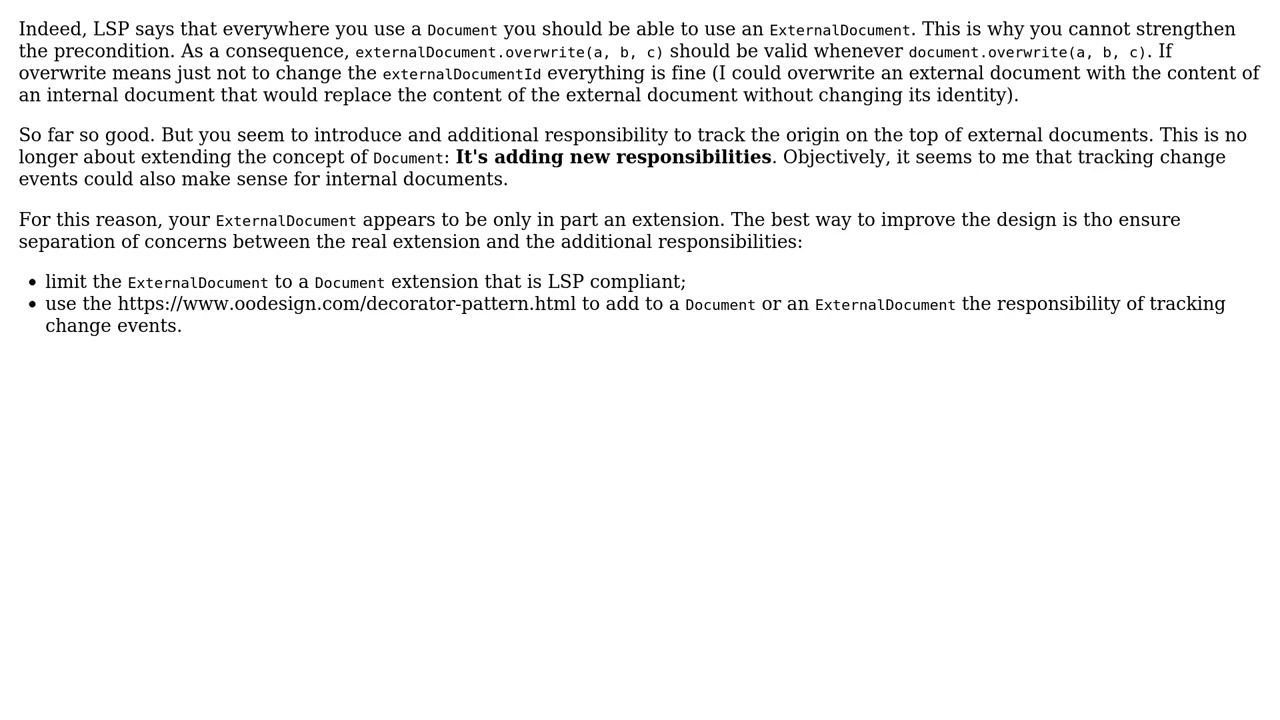 Indeed, LSP says that everywhere you use a Document you should be able to use an ExternalDocument. This is why you cannot strengthen
the precondition. As a consequence, externalDocument.overwrite(a, b, c) should be valid whenever document.overwrite(a, b, c). If
overwrite means just not to change the externalDocumentId everything is fine (I could overwrite an external document with the content of
an internal document that would replace the content of the external document without changing its identity).
So far so good. But you seem to introduce and additional responsibility to track the origin on the top of external documents. This is no
longer about extending the concept of Document: It's adding new responsibilities. Objectively, it seems to me that tracking change
events could also make sense for internal documents.
For this reason, your ExternalDocument appears to be only in part an extension. The best way to improve the design is tho ensure
separation of concerns between the real extension and the additional responsibilities:
• limit the ExternalDocument to a Document extension that is LSP compliant;
• use the https://www.oodesign.com/decorator-pattern.html to add to a Document or an ExternalDocument the responsibility of tracking
change events.